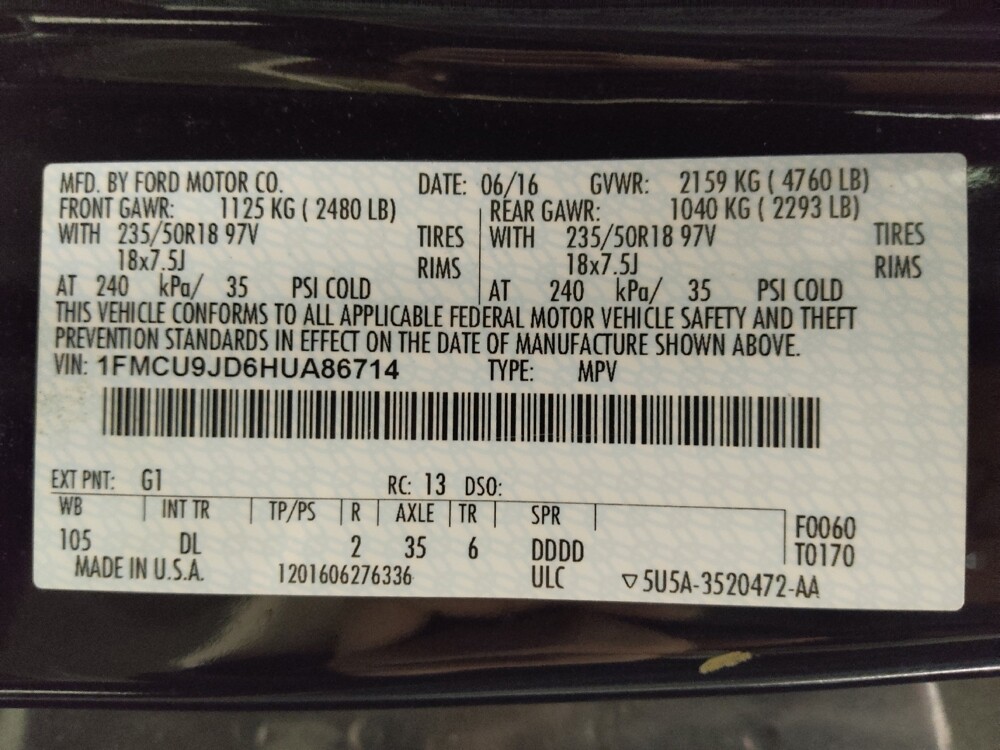 MFD. BY FORD MOTOR CO. DATE: 06/16 GVWR: 2159 KG ( 4760 LB)
FRONT GAWR: 1125 KG ( 2480 LB) REAR GAWR: 1040 KG ( 2293 LB)
WITH 235/50R18 97V TIRES WITH 235/50R18 97V TIRES
18x7.5J RIMS 18x7.5J RIMS
AT 240 kPa/ 35 PSI COLD AT 240 kPa/ 35 PSI COLD
THIS VEHICLE CONFORMS TO ALL APPLICABLE FEDERAL MOTOR VEHICLE SAFETY AND THEFT
PREVENTION STANDARDS IN EFFECT ON THE DATE OF MANUFACTURE SHOWN ABOVE.
VIN: 1FMCU9JD6HUA86714 TYPE: MPV
EXT PNT: G1 RC: 13 DSO:
WB INT TR TP/PS R AXLE TR SPR F0060
105 DL 2 35 6 DDDD T0170
MADE IN U.S.A. 1201606276336 ULC ▽5U5A-3520472-AA